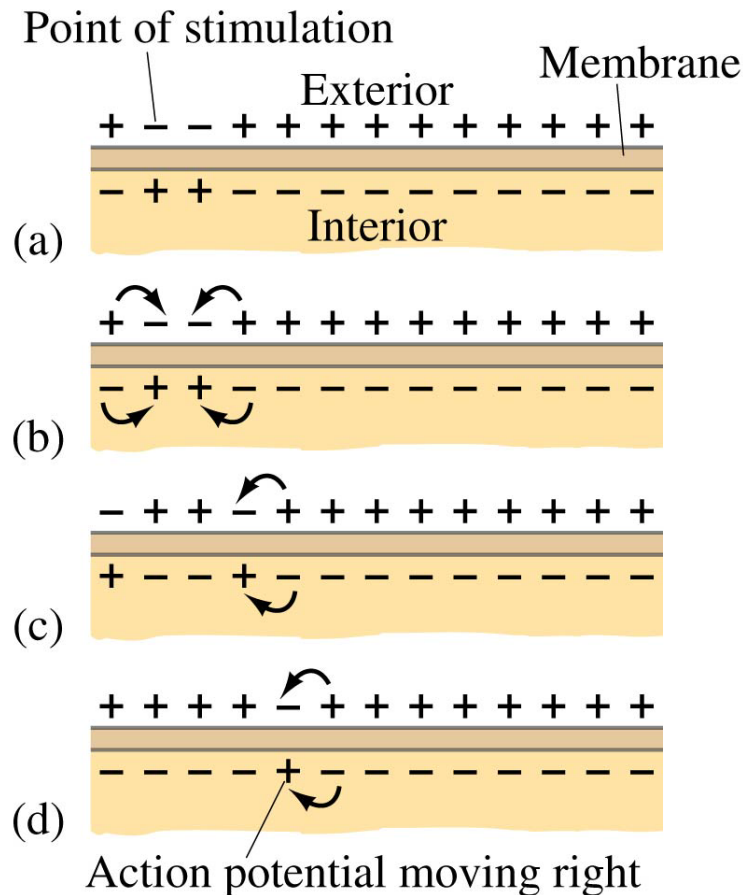 Point of stimulation
Membrane
Exterior
+ − − + + + + + + + + + +
− + + − − − − − − − − − −
Interior
(a)
+ − − + + + + + + + + + +
− + + − − − − − − − − − −
(b)
− + + − + + + + + + + + +
+ − − + − − − − − − − − −
(c)
+ + + + − + + + + + + + +
− − − − + − − − − − − − −
(d)
Action potential moving right